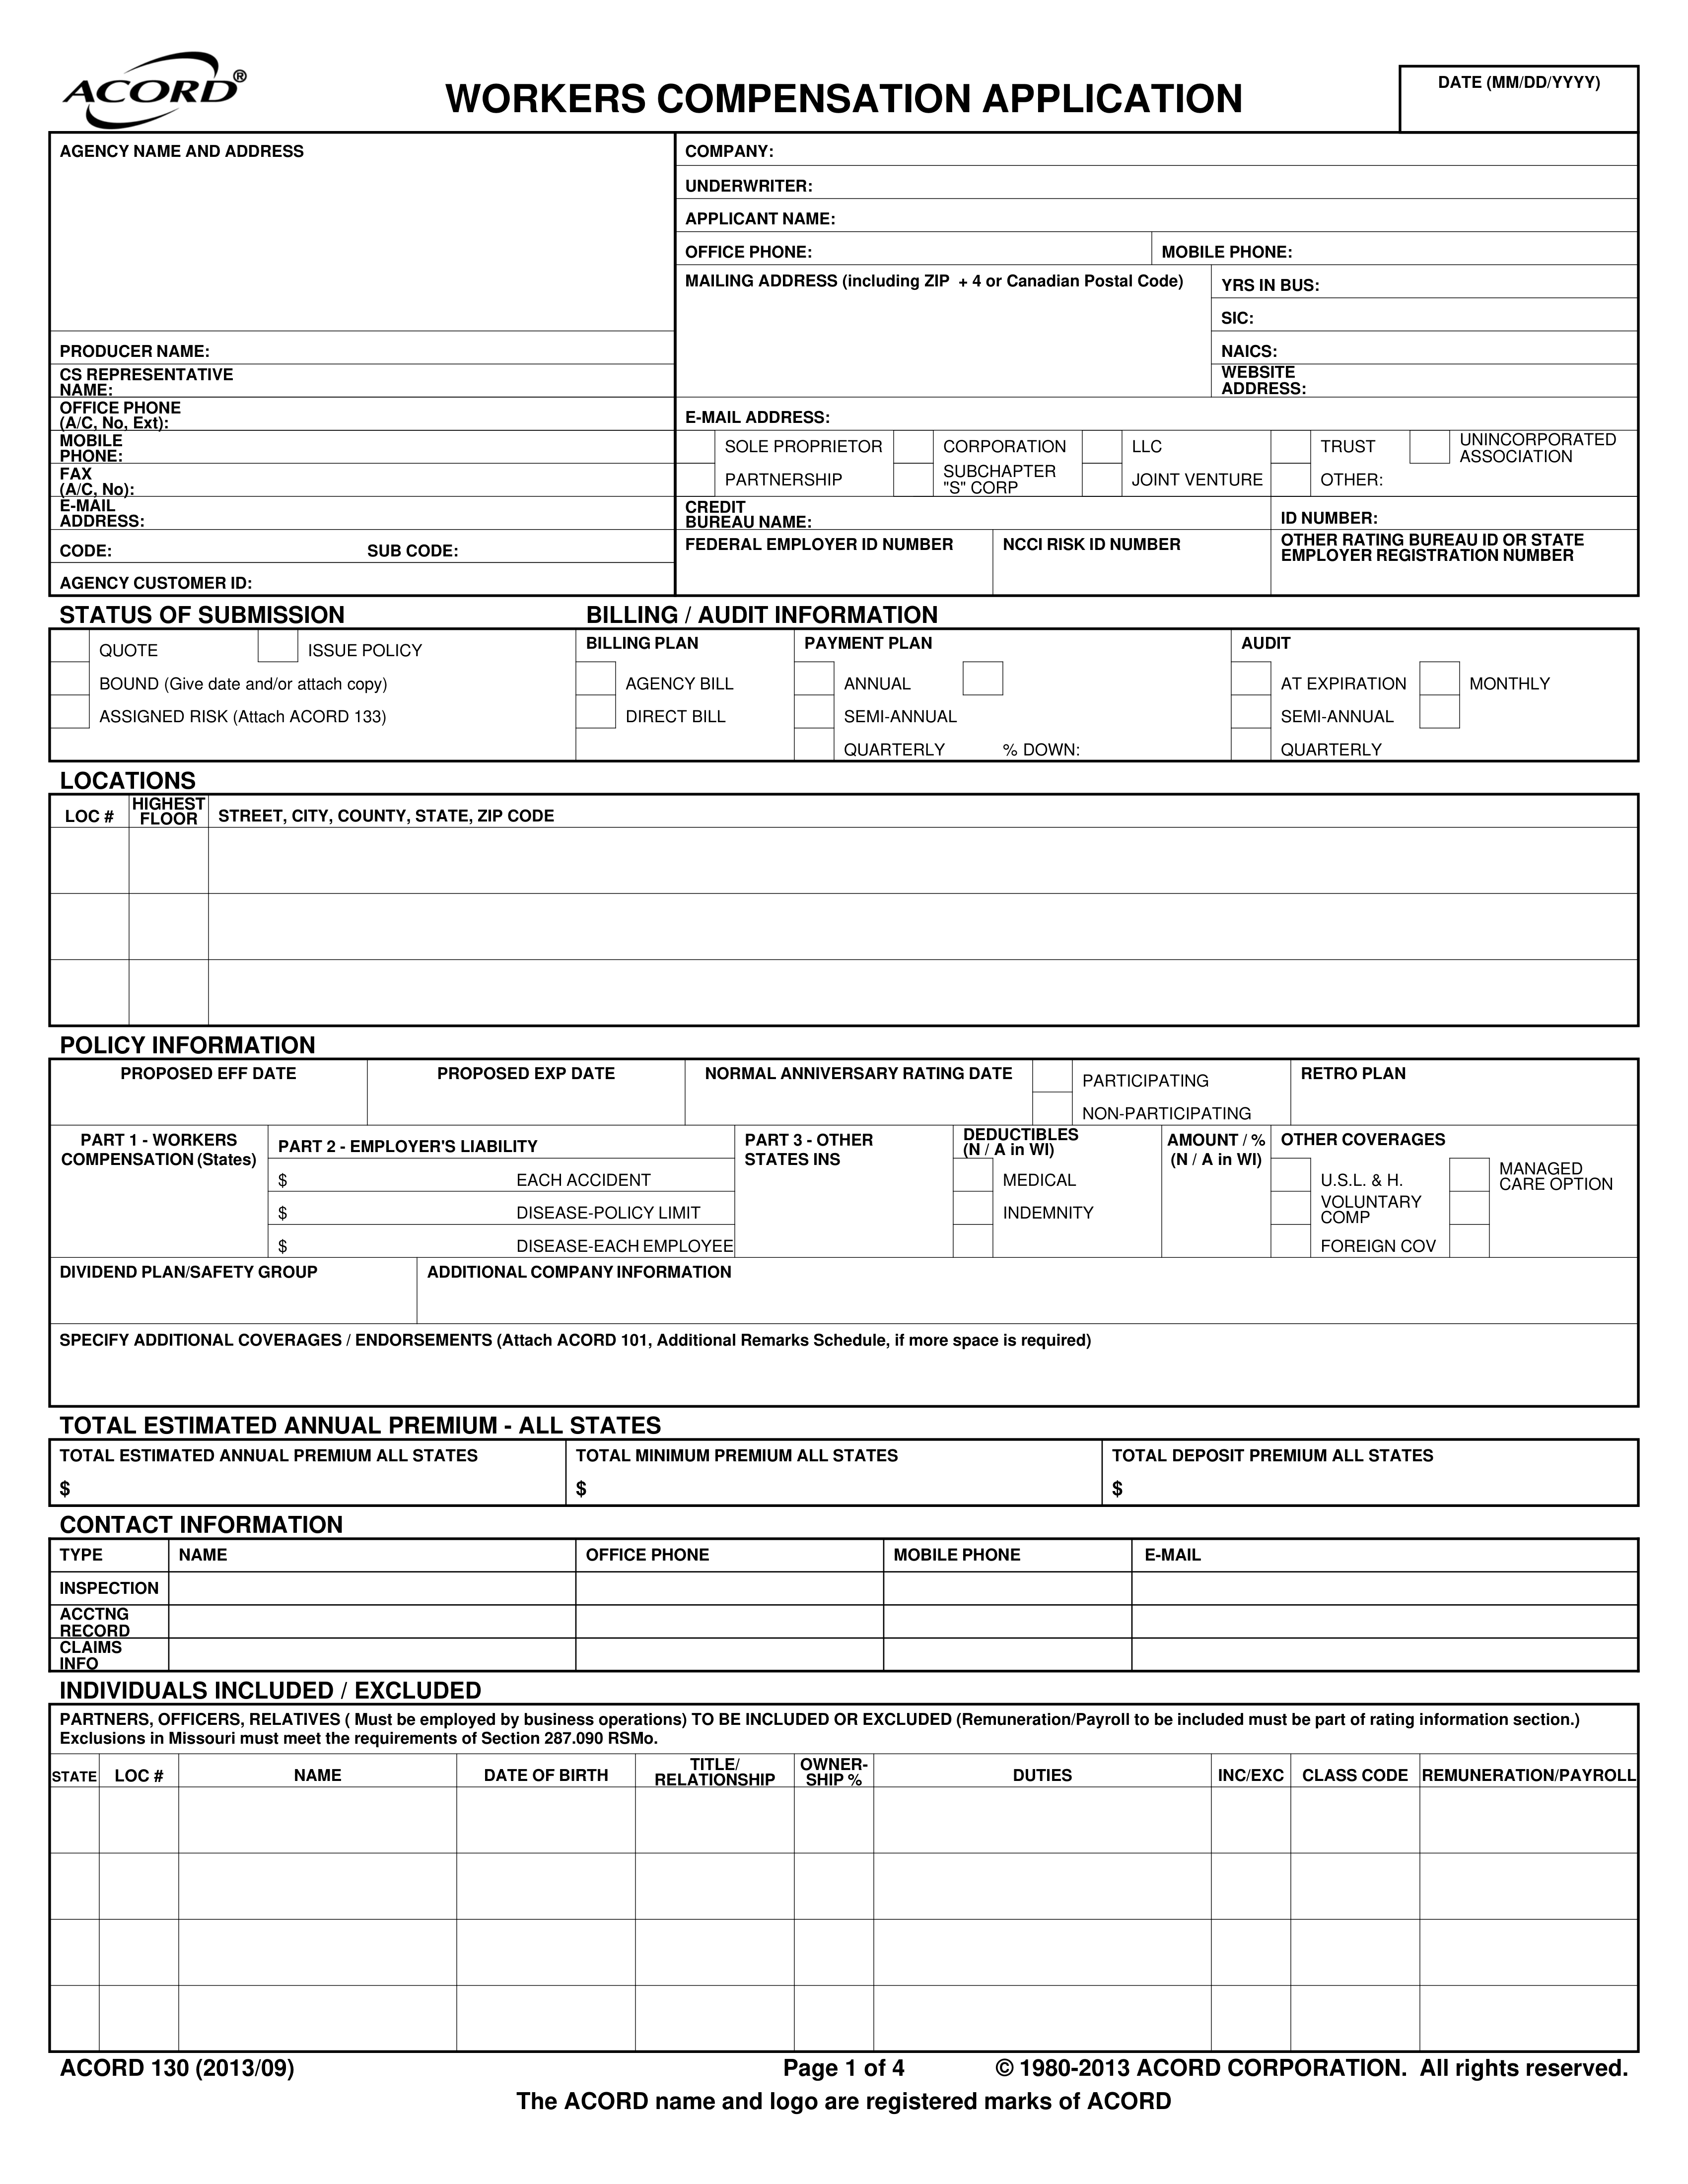 ACORD®
WORKERS COMPENSATION APPLICATION
DATE (MM/DD/YYYY)
AGENCY NAME AND ADDRESS
COMPANY:
UNDERWRITER:
APPLICANT NAME:
OFFICE PHONE:
MOBILE PHONE:
MAILING ADDRESS (including ZIP + 4 or Canadian Postal Code)
YRS IN BUS:
SIC:
PRODUCER NAME:
NAICS:
CS REPRESENTATIVE
NAME:
WEBSITE
ADDRESS:
OFFICE PHONE
(A/C, No, Ext):
E-MAIL ADDRESS:
MOBILE
PHONE:
SOLE PROPRIETOR
CORPORATION
LLC
TRUST
UNINCORPORATED
ASSOCIATION
FAX
(A/C, No):
PARTNERSHIP
SUBCHAPTER
"S" CORP
JOINT VENTURE
OTHER:
E-MAIL
ADDRESS:
CREDIT
BUREAU NAME:
ID NUMBER:
CODE:
SUB CODE:
FEDERAL EMPLOYER ID NUMBER
NCCI RISK ID NUMBER
OTHER RATING BUREAU ID OR STATE
EMPLOYER REGISTRATION NUMBER
AGENCY CUSTOMER ID:
STATUS OF SUBMISSION
BILLING / AUDIT INFORMATION
QUOTE
ISSUE POLICY
BOUND (Give date and/or attach copy)
ASSIGNED RISK (Attach ACORD 133)
BILLING PLAN
AGENCY BILL
DIRECT BILL
PAYMENT PLAN
ANNUAL
SEMI-ANNUAL
QUARTERLY
% DOWN:
AUDIT
AT EXPIRATION
MONTHLY
SEMI-ANNUAL
QUARTERLY
LOCATIONS
LOC #
HIGHEST
FLOOR
STREET, CITY, COUNTY, STATE, ZIP CODE
POLICY INFORMATION
PROPOSED EFF DATE
PROPOSED EXP DATE
NORMAL ANNIVERSARY RATING DATE
PARTICIPATING
NON-PARTICIPATING
RETRO PLAN
PART 1 - WORKERS
COMPENSATION (States)
PART 2 - EMPLOYER'S LIABILITY
$ EACH ACCIDENT
$ DISEASE-POLICY LIMIT
$ DISEASE-EACH EMPLOYEE
PART 3 - OTHER
STATES INS
DEDUCTIBLES
(N / A in WI)
MEDICAL
INDEMNITY
AMOUNT / %
(N / A in WI)
OTHER COVERAGES
U.S.L. & H.
VOLUNTARY
COMP
FOREIGN COV
MANAGED
CARE OPTION
DIVIDEND PLAN/SAFETY GROUP
ADDITIONAL COMPANY INFORMATION
SPECIFY ADDITIONAL COVERAGES / ENDORSEMENTS (Attach ACORD 101, Additional Remarks Schedule, if more space is required)
TOTAL ESTIMATED ANNUAL PREMIUM - ALL STATES
TOTAL ESTIMATED ANNUAL PREMIUM ALL STATES
$
TOTAL MINIMUM PREMIUM ALL STATES
$
TOTAL DEPOSIT PREMIUM ALL STATES
$
CONTACT INFORMATION
TYPE
NAME
OFFICE PHONE
MOBILE PHONE
E-MAIL
INSPECTION
ACCTNG
RECORD
CLAIMS
INFO
INDIVIDUALS INCLUDED / EXCLUDED
PARTNERS, OFFICERS, RELATIVES ( Must be employed by business operations) TO BE INCLUDED OR EXCLUDED (Remuneration/Payroll to be included must be part of rating information section.)
Exclusions in Missouri must meet the requirements of Section 287.090 RSMo.
STATE
LOC #
NAME
DATE OF BIRTH
TITLE/
RELATIONSHIP
OWNER-
SHIP %
DUTIES
INC/EXC
CLASS CODE
REMUNERATION/PAYROLL
ACORD 130 (2013/09)
Page 1 of 4
© 1980-2013 ACORD CORPORATION. All rights reserved.
The ACORD name and logo are registered marks of ACORD